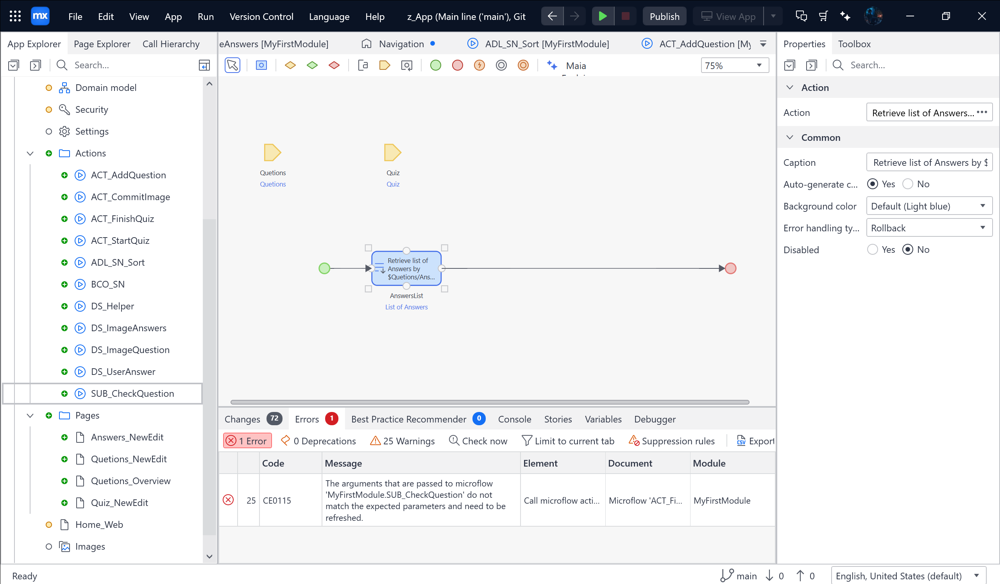 mx File Edit View App Run Version Control Language Help z_App (Main line ('main'), Git Publish View App
App Explorer Page Explorer Call Hierarchy
Search...
Domain model
Security
Settings
Actions
ACT_AddQuestion
ACT_CommitImage
ACT_FinishQuiz
ACT_StartQuiz
ADL_SN_Sort
BCO_SN
DS_Helper
DS_ImageAnswers
DS_ImageQuestion
DS_UserAnswer
SUB_CheckQuestion
Pages
Answers_NewEdit
Quetions_NewEdit
Quetions_Overview
Quiz_NewEdit
Home_Web
Images
eAnswers [MyFirstModule] Navigation ADL_SN_Sort [MyFirstModule] ACT_AddQuestion [My
Maia
75%
Quetions
Quetions
Quiz
Quiz
Retrieve list of
Answers by
$Quetions/Ans...
AnswersList
List of Answers
Changes 72 Errors 1 Best Practice Recommender 0 Console Stories Variables Debugger
1 Error 0 Deprecations 25 Warnings Check now Limit to current tab Suppression rules CSV Export
Code Message Element Document Module
25 CE0115
The arguments that are passed to microflow
'MyFirstModule.SUB_CheckQuestion' do not
match the expected parameters and need to be
refreshed.
Call microflow acti... Microflow 'ACT_Fi... MyFirstModule
Properties Toolbox
Search...
Action
Action Retrieve list of Answers... •••
Common
Caption Retrieve list of Answers by $
Auto-generate c... Yes No
Background color Default (Light blue)
Error handling ty... Rollback
Disabled Yes No
Ready main 0 0 English, United States (default)